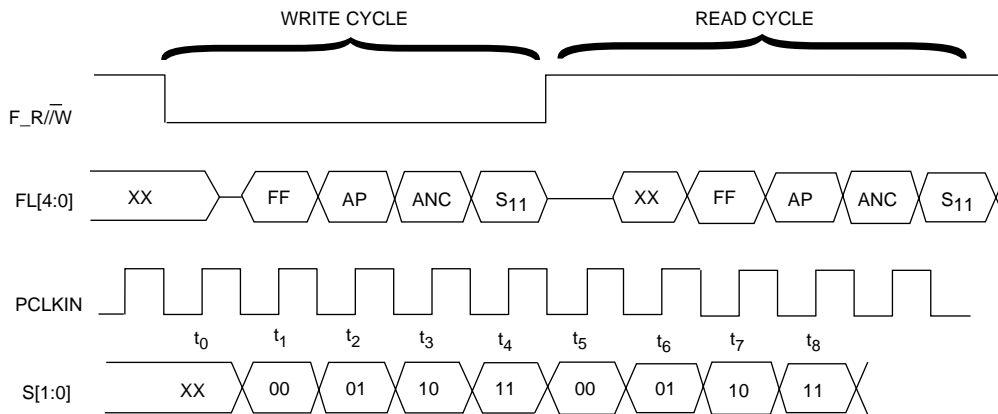 WRITE CYCLE READ CYCLE
F_R//W̅
FL[4:0] XX FF AP ANC S11 XX FF AP ANC S11
PCLKIN
t0 t1 t2 t3 t4 t5 t6 t7 t8
S[1:0] XX 00 01 10 11 00 01 10 11